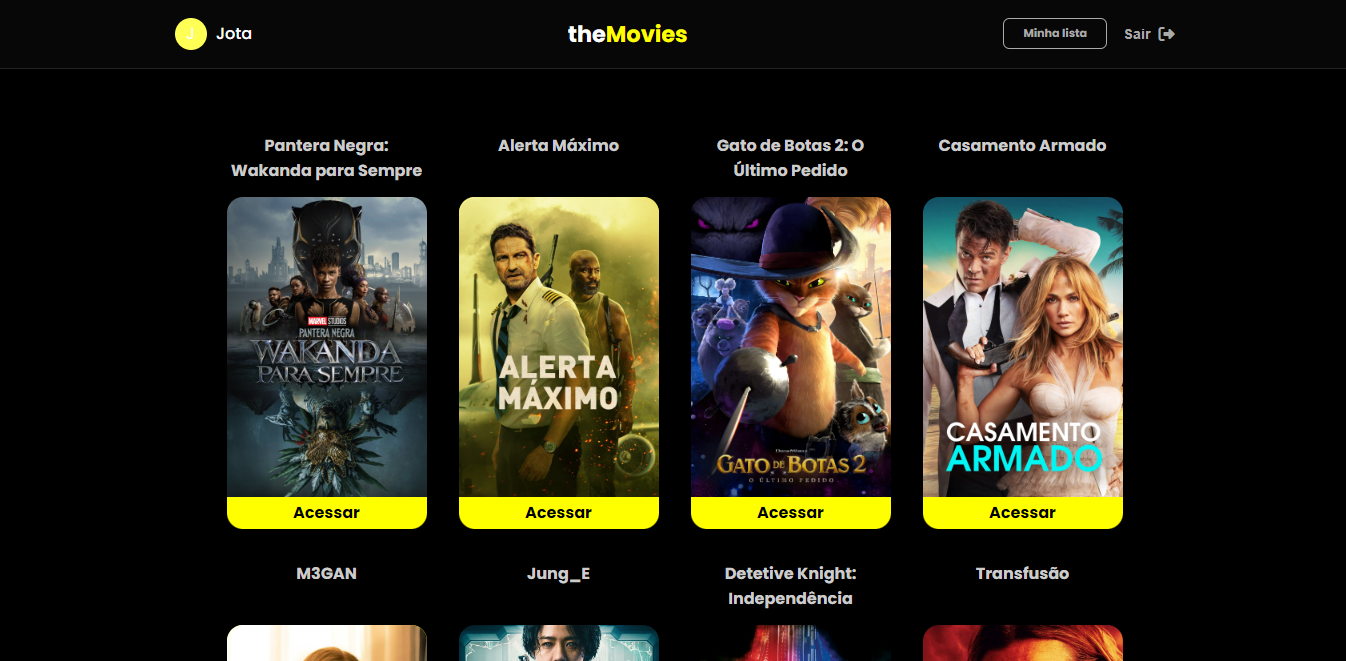 J Jota
theMovies
Minha lista
Sair
Pantera Negra:
Wakanda para Sempre
Alerta Máximo
Gato de Botas 2: O
Último Pedido
Casamento Armado
MARVEL STUDIOS
PANTERA NEGRA
WAKANDA
PARA SEMPRE
ALERTA
MÁXIMO
GATO DE BOTAS 2
O ÚLTIMO PEDIDO
CASAMENTO
ARMADO
Acessar
Acessar
Acessar
Acessar
M3GAN
Jung_E
Detetive Knight:
Independência
Transfusão